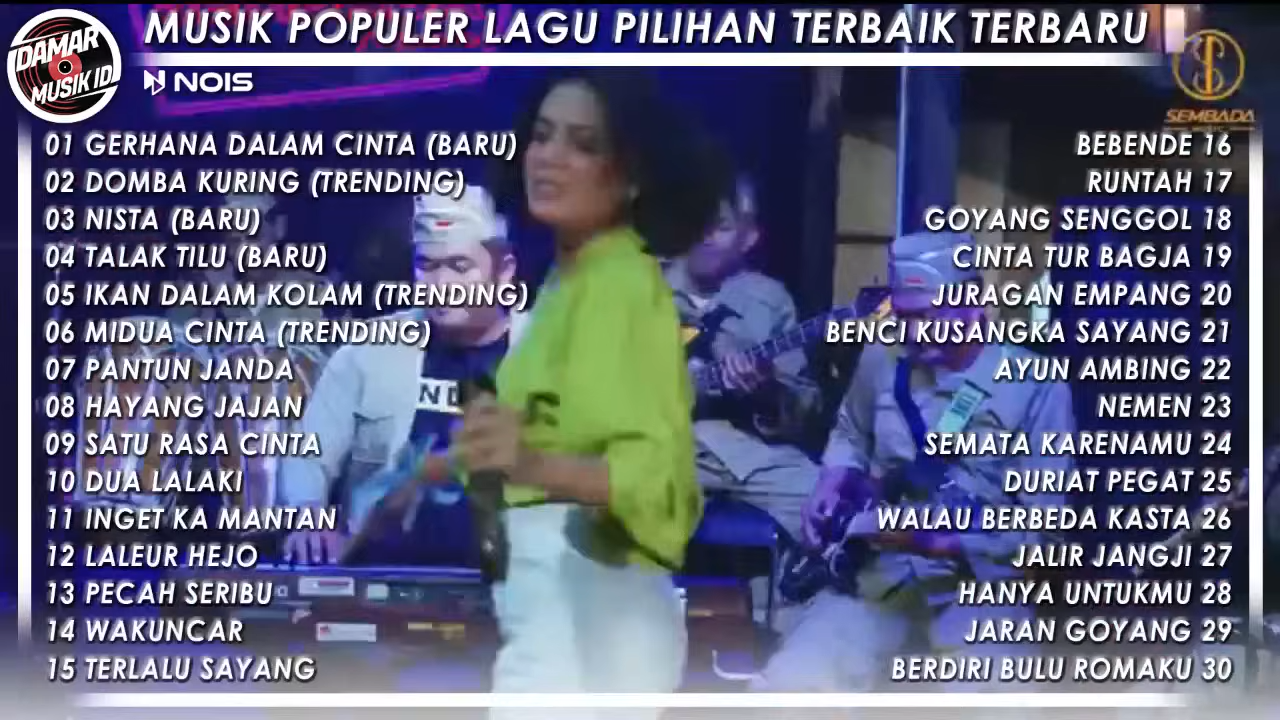 MUSIK POPULER LAGU PILIHAN TERBAIK TERBARU
DAMAR
MUSIK ID
NOIS
SEMBADA
01 GERHANA DALAM CINTA (BARU)
02 DOMBA KURING (TRENDING)
03 NISTA (BARU)
04 TALAK TILU (BARU)
05 IKAN DALAM KOLAM (TRENDING)
06 MIDUA CINTA (TRENDING)
07 PANTUN JANDA
08 HAYANG JAJAN
09 SATU RASA CINTA
10 DUA LALAKI
11 INGET KA MANTAN
12 LALEUR HEJO
13 PECAH SERIBU
14 WAKUNCAR
15 TERLALU SAYANG
BEBENDE 16
RUNTAH 17
GOYANG SENGGOL 18
CINTA TUR BAGJA 19
JURAGAN EMPANG 20
BENCI KUSANGKA SAYANG 21
AYUN AMBING 22
NEMEN 23
SEMATA KARENAMU 24
DURIAT PEGAT 25
WALAU BERBEDA KASTA 26
JALIR JANGJI 27
HANYA UNTUKMU 28
JARAN GOYANG 29
BERDIRI BULU ROMAKU 30